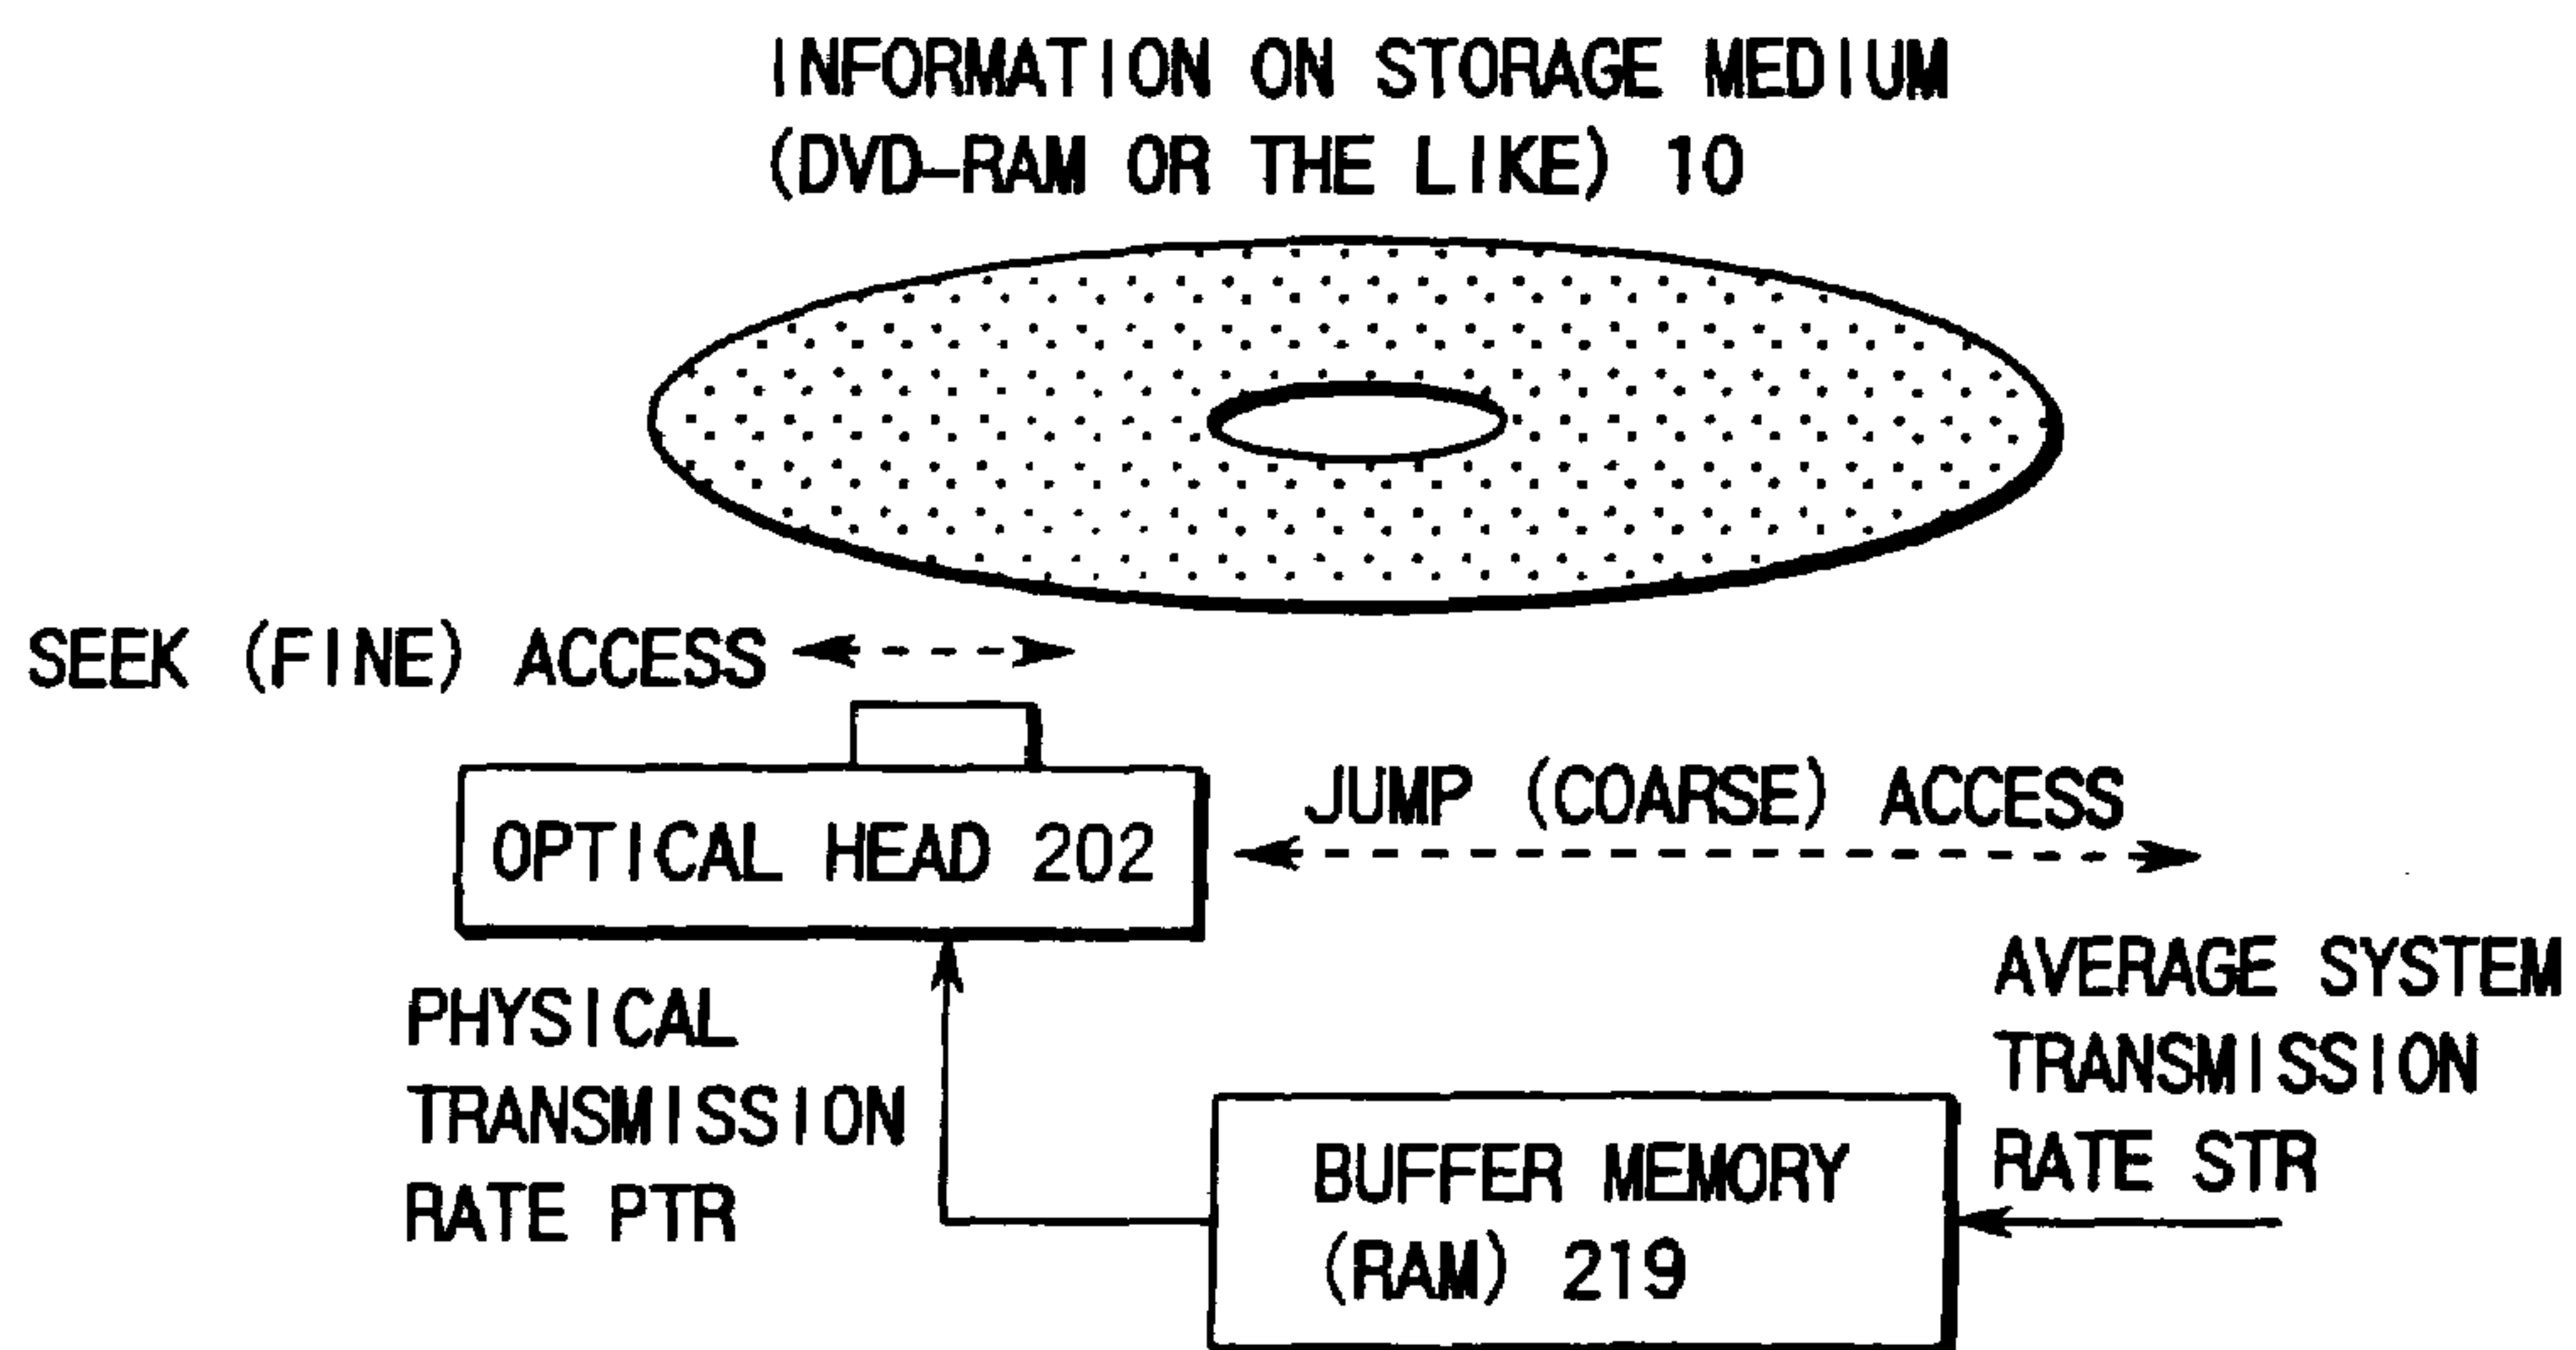 INFORMATION ON STORAGE MEDIUM
(DVD-RAM OR THE LIKE) 10
SEEK (FINE) ACCESS
JUMP (COARSE) ACCESS
OPTICAL HEAD 202
PHYSICAL
TRANSMISSION
RATE PTR
AVERAGE SYSTEM
TRANSMISSION
RATE STR
BUFFER MEMORY
(RAM) 219